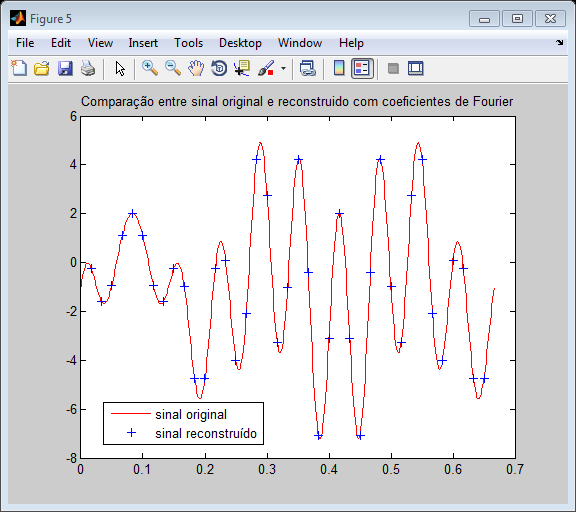 Figure 5
File Edit View Insert Tools Desktop Window Help
Comparação entre sinal original e reconstruido com coeficientes de Fourier
6
4
2
0
-2
-4
-6
-8
sinal original
sinal reconstruído
0 0.1 0.2 0.3 0.4 0.5 0.6 0.7